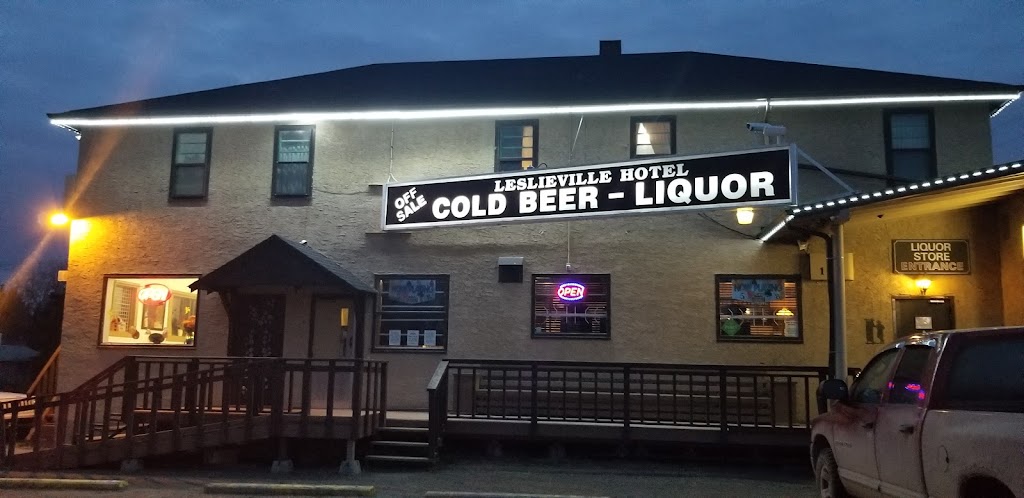 OFF
SALE
LESLIEVILLE HOTEL
COLD BEER - LIQUOR
LIQUOR
STORE
ENTRANCE
OPEN